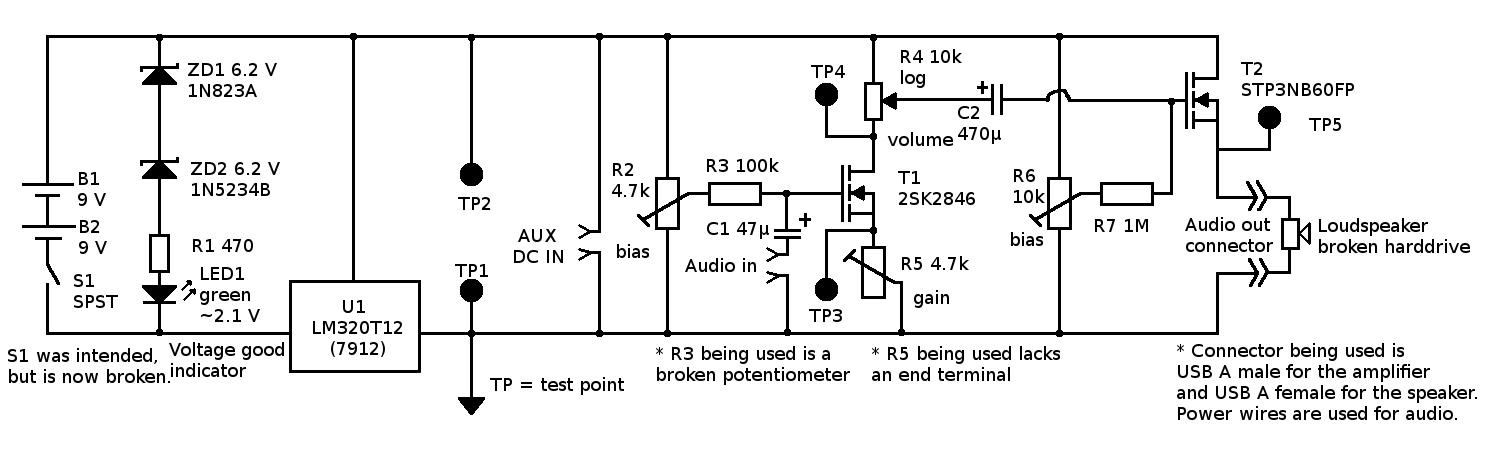 ZD1 6.2 V
1N823A
ZD2 6.2 V
1N5234B
B1
9 V
B2
9 V
S1
SPST
R1 470
LED1
green
~2.1 V
S1 was intended,
but is now broken.
Voltage good
indicator
U1
LM320T12
(7912)
TP2
TP1
TP = test point
AUX
DC IN
R2
4.7k
bias
R3 100k
C1 47µ
+
Audio in
* R3 being used is a
broken potentiometer
TP4
R4 10k
log
volume
T1
2SK2846
TP3
R5 4.7k
gain
* R5 being used lacks
an end terminal
+
C2
470µ
R6
10k
bias
R7 1M
T2
STP3NB60FP
TP5
Audio out
connector
Loudspeaker
broken harddrive
* Connector being used is
USB A male for the amplifier
and USB A female for the speaker.
Power wires are used for audio.